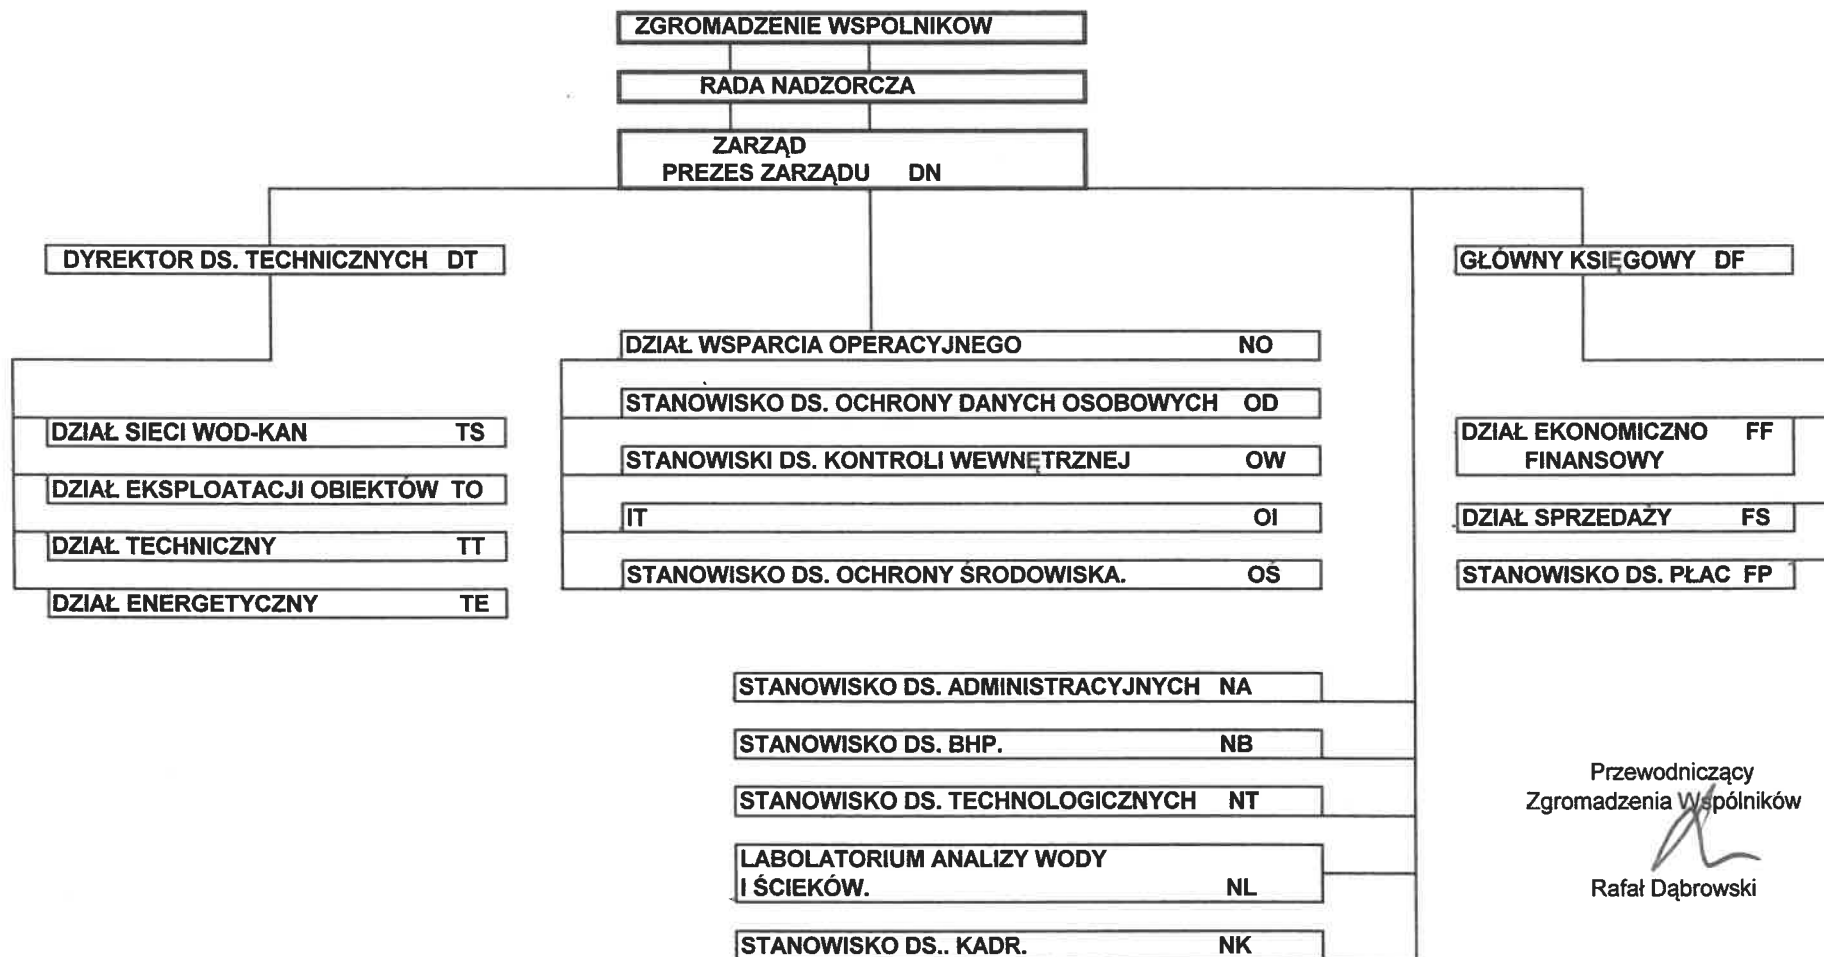 ZGROMADZENIE WSPOLNIKOW
RADA NADZORCZA
ZARZĄD
PREZES ZARZĄDU DN
DYREKTOR DS. TECHNICZNYCH DT
GŁÓWNY KSIĘGOWY DF
DZIAŁ WSPARCIA OPERACYJNEGO NO
STANOWISKO DS. OCHRONY DANYCH OSOBOWYCH OD
STANOWISKI DS. KONTROLI WEWNĘTRZNEJ OW
IT OI
STANOWISKO DS. OCHRONY ŚRODOWISKA. OŚ
DZIAŁ SIECI WOD-KAN TS
DZIAŁ EKSPLOATACJI OBIEKTÓW TO
DZIAŁ TECHNICZNY TT
DZIAŁ ENERGETYCZNY TE
DZIAŁ EKONOMICZNO FF
FINANSOWY
DZIAŁ SPRZEDAŻY FS
STANOWISKO DS. PŁAC FP
STANOWISKO DS. ADMINISTRACYJNYCH NA
STANOWISKO DS. BHP. NB
STANOWISKO DS. TECHNOLOGICZNYCH NT
LABOLATORIUM ANALIZY WODY
I ŚCIEKÓW. NL
STANOWISKO DS.. KADR. NK
Przewodniczący
Zgromadzenia Wspólników
Rafał Dąbrowski